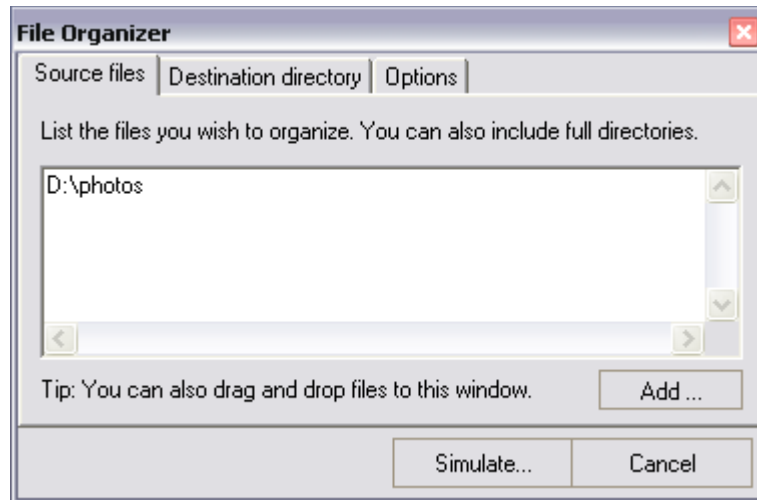 File Organizer
Source files Destination directory Options
List the files you wish to organize. You can also include full directories.
D:\photos
Tip: You can also drag and drop files to this window. Add ...
Simulate... Cancel